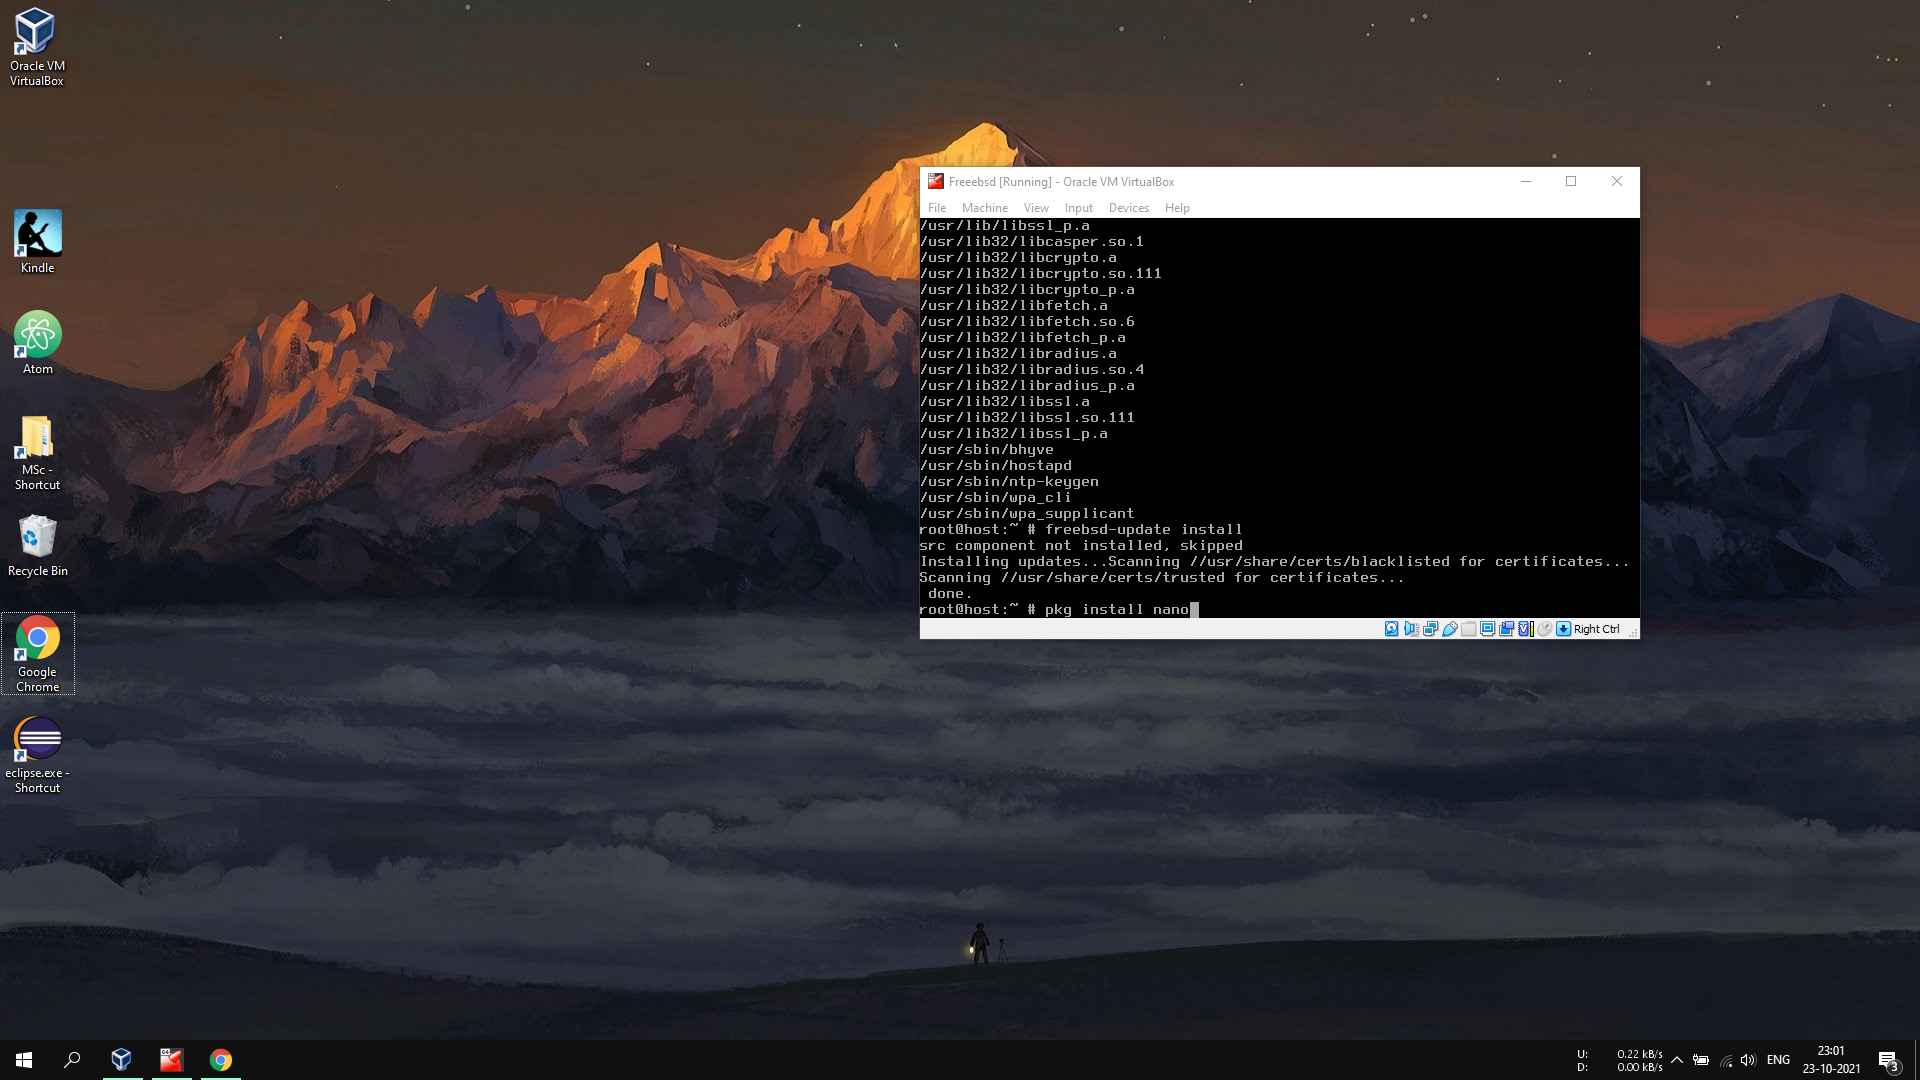 Oracle VM
VirtualBox
Kindle
Atom
MSc -
Shortcut
Recycle Bin
Google
Chrome
eclipse.exe -
Shortcut
Freeebsd [Running] - Oracle VM VirtualBox
File Machine View Input Devices Help
/usr/lib/libssl_p.a
/usr/lib32/libcasper.so.1
/usr/lib32/libcrypto.a
/usr/lib32/libcrypto.so.111
/usr/lib32/libcrypto_p.a
/usr/lib32/libfetch.a
/usr/lib32/libfetch.so.6
/usr/lib32/libfetch_p.a
/usr/lib32/libradius.a
/usr/lib32/libradius.so.4
/usr/lib32/libradius_p.a
/usr/lib32/libssl.a
/usr/lib32/libssl.so.111
/usr/lib32/libssl_p.a
/usr/sbin/bhyve
/usr/sbin/hostapd
/usr/sbin/ntp-keygen
/usr/sbin/wpa_cli
/usr/sbin/wpa_supplicant
root@host:~ # freebsd-update install
src component not installed, skipped
Installing updates...Scanning //usr/share/certs/blacklisted for certificates...
Scanning //usr/share/certs/trusted for certificates...
 done.
root@host:~ # pkg install nano
Right Ctrl
U: 0.22 kB/s
D: 0.00 kB/s
ENG
23:01
23-10-2021
3